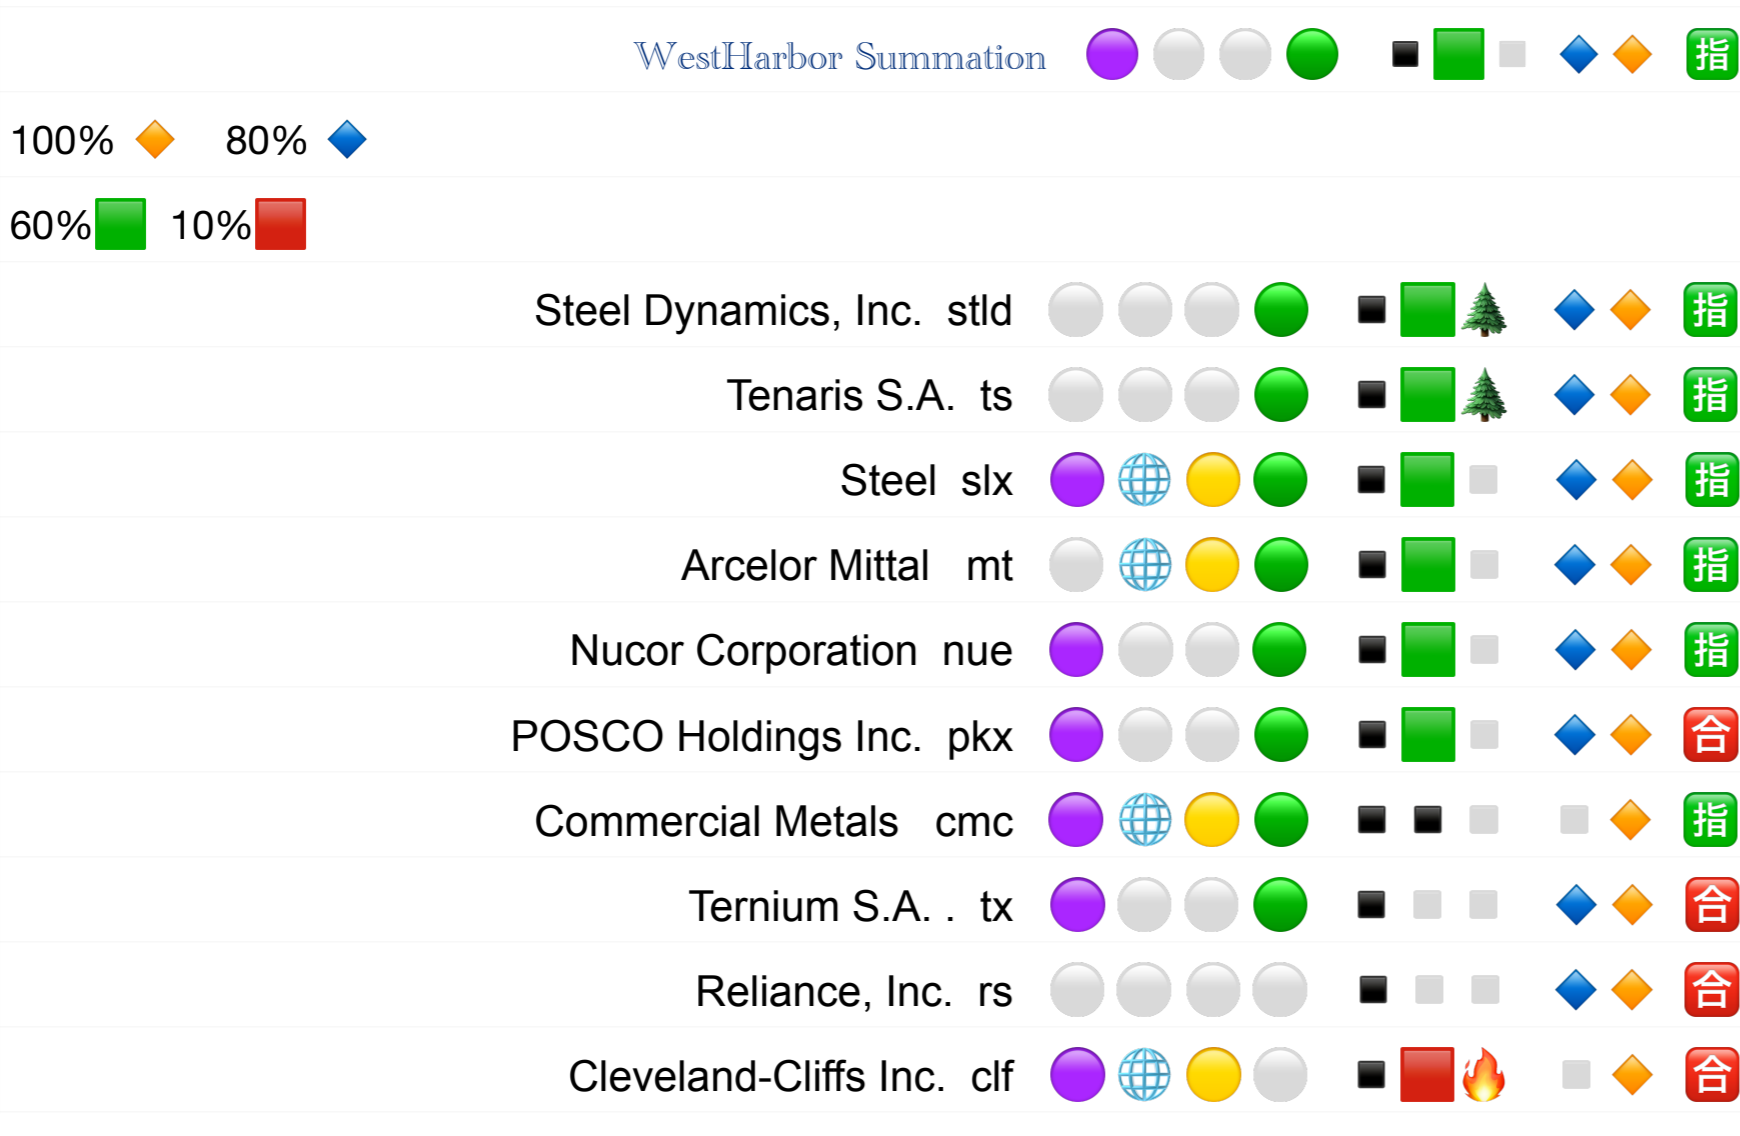 WestHarbor Summation 指
100% 80%
60% 10%
Steel Dynamics, Inc. stld 指
Tenaris S.A. ts 指
Steel slx 指
Arcelor Mittal mt 指
Nucor Corporation nue 指
POSCO Holdings Inc. pkx 合
Commercial Metals cmc 指
Ternium S.A. . tx 合
Reliance, Inc. rs 合
Cleveland-Cliffs Inc. clf 合